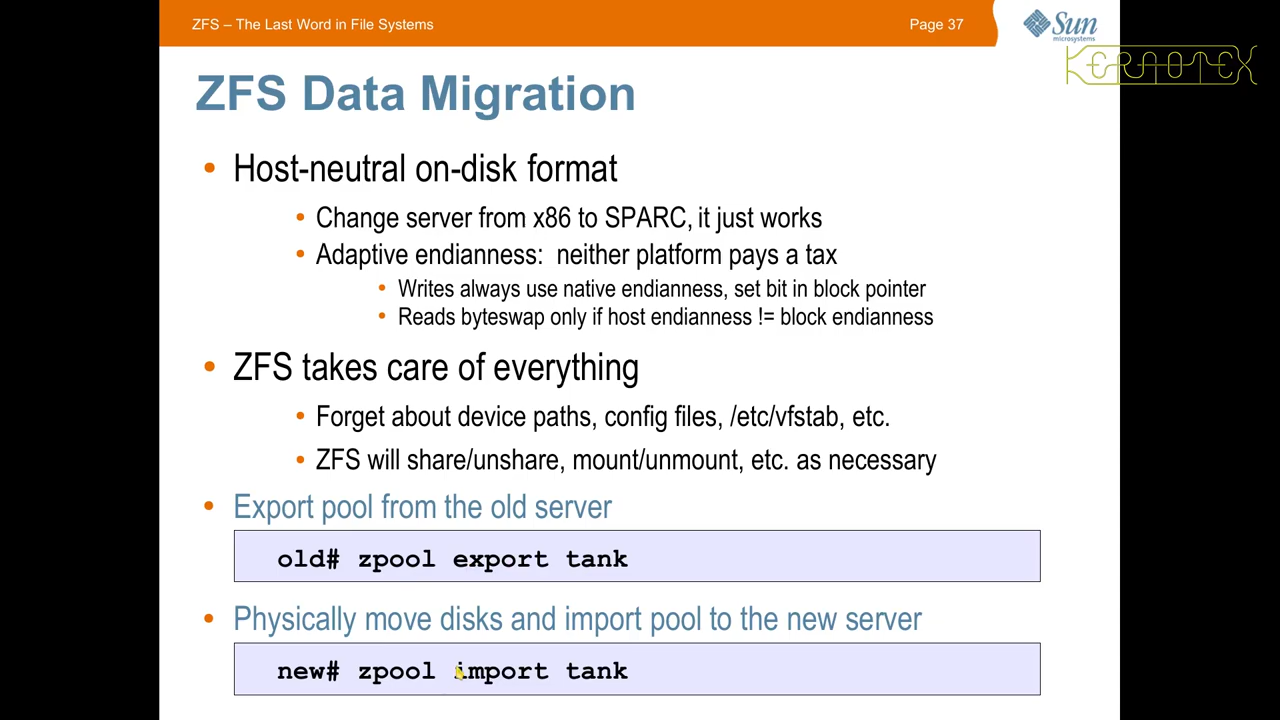 ZFS – The Last Word in File Systems
Page 37
Sun
microsystems
KERNOTEX
ZFS Data Migration
• Host-neutral on-disk format
• Change server from x86 to SPARC, it just works
• Adaptive endianness: neither platform pays a tax
• Writes always use native endianness, set bit in block pointer
• Reads byteswap only if host endianness != block endianness
• ZFS takes care of everything
• Forget about device paths, config files, /etc/vfstab, etc.
• ZFS will share/unshare, mount/unmount, etc. as necessary
• Export pool from the old server
old# zpool export tank
• Physically move disks and import pool to the new server
new# zpool import tank